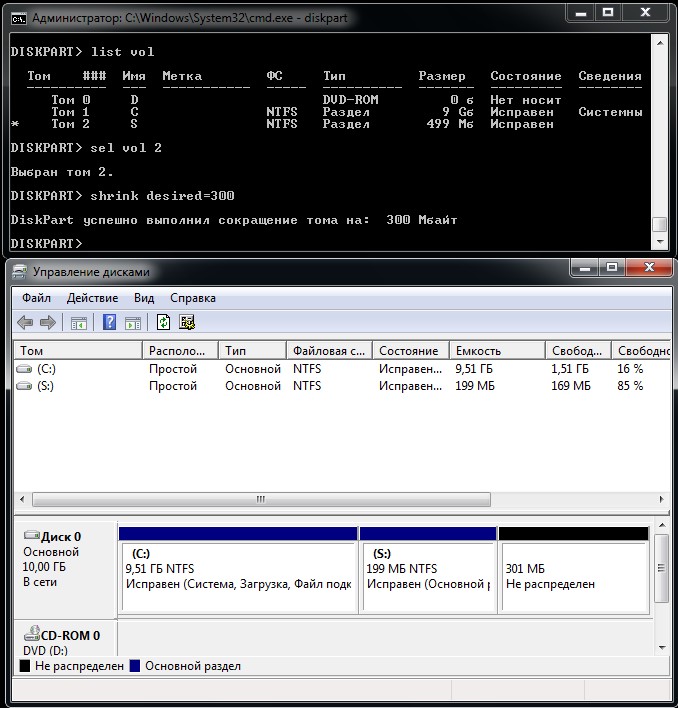 Администратор: C:\Windows\System32\cmd.exe - diskpart
DISKPART> list vol
Том ### Имя Метка ФС Тип Размер Состояние Сведения
---------- --- ----------- ----- ---------- ------- --------- --------
Том 0 D DVD-ROM 0 б Нет носит
Том 1 C NTFS Раздел 9 Gб Исправен Системны
* Том 2 S NTFS Раздел 499 Mб Исправен
DISKPART> sel vol 2
Выбран том 2.
DISKPART> shrink desired=300
DiskPart успешно выполнил сокращение тома на: 300 Mбайт
DISKPART>
Управление дисками
Файл Действие Вид Справка
Том Располо... Тип Файловая с... Состояние Емкость Свобод... Свободно
(C:) Простой Основной NTFS Исправен... 9,51 ГБ 1,51 ГБ 16 %
(S:) Простой Основной NTFS Исправен... 199 МБ 169 МБ 85 %
Диск 0
Основной
10,00 ГБ
В сети
(C:)
9,51 ГБ NTFS
Исправен (Система, Загрузка, Файл подк
(S:)
199 МБ NTFS
Исправен (Основной р
301 МБ
Не распределен
CD-ROM 0
DVD (D:)
Не распределен Основной раздел